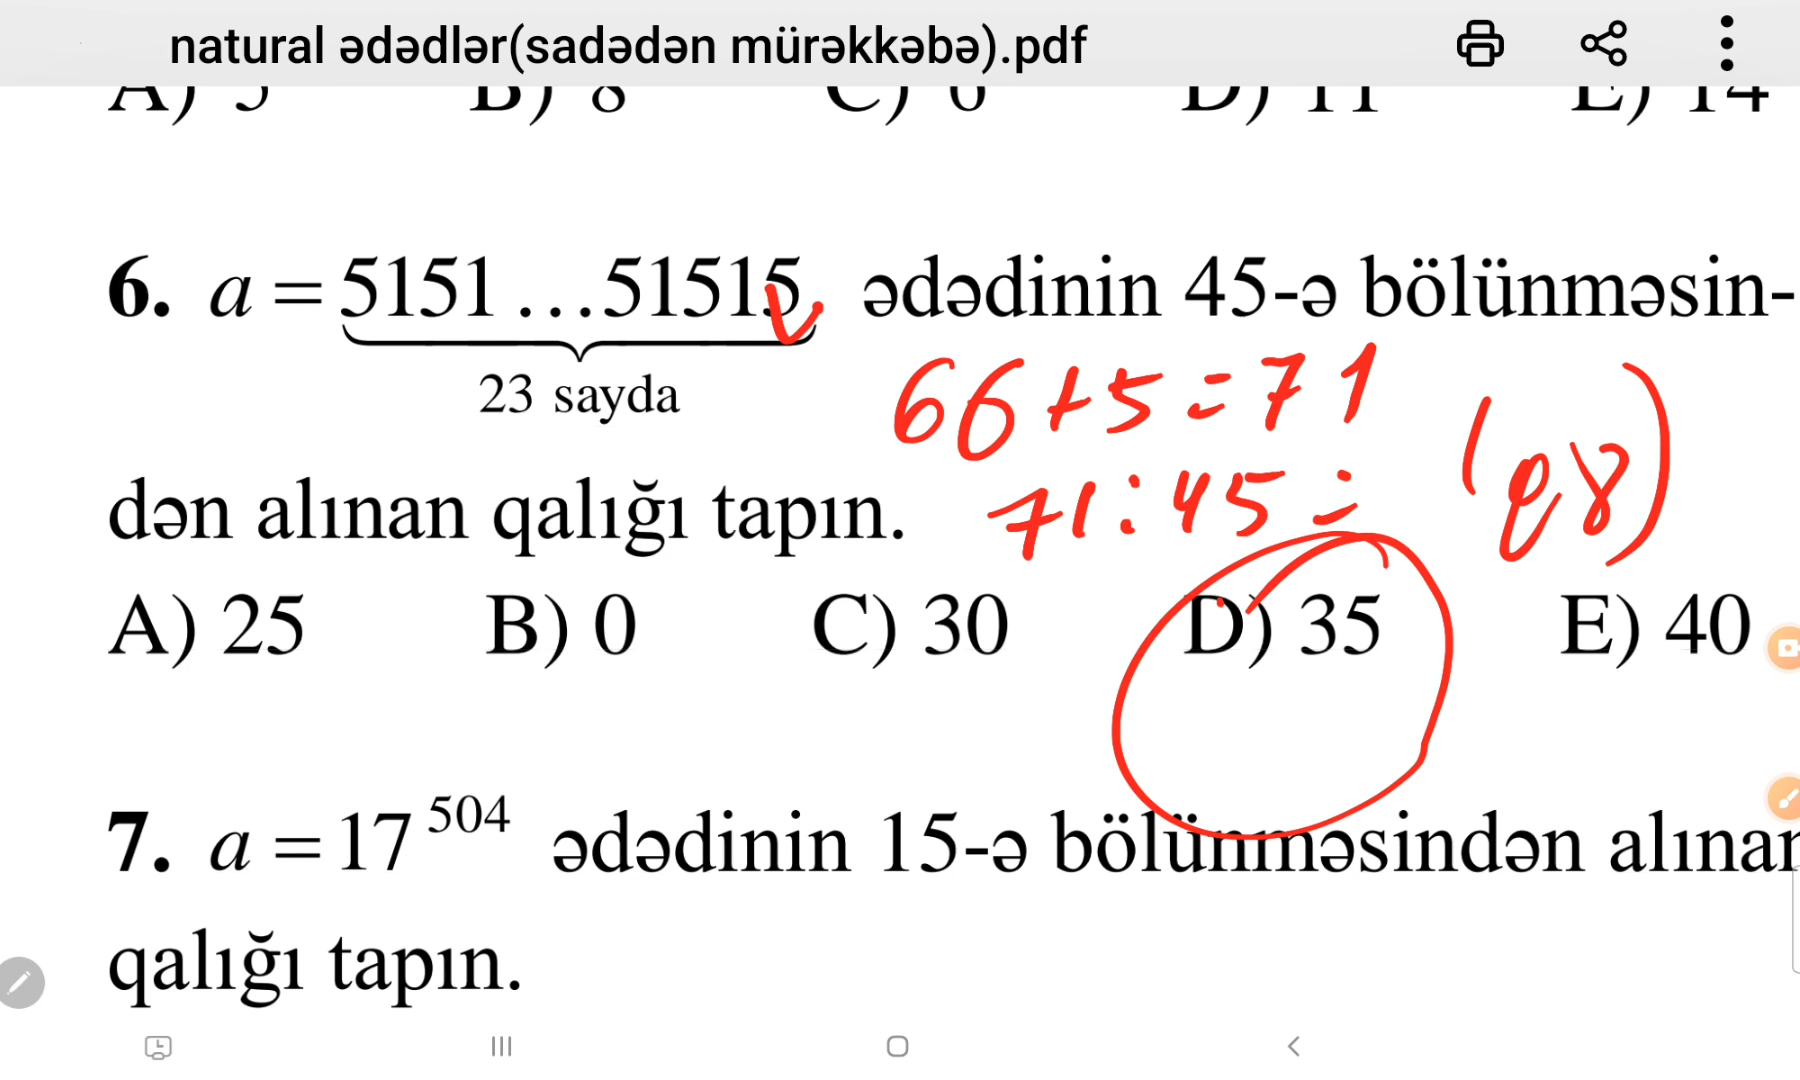 natural ədədlər(sadədən mürəkkəbə).pdf
6. a = 5151...51515 ədədinin 45-ə bölünməsin-
23 sayda
66+5=71
dən alınan qalığı tapın.
71:45=
A) 25 B) 0 C) 30 D) 35 E) 40
7. a = 17^504 ədədinin 15-ə bölünməsindən alınan
qalığı tapın.